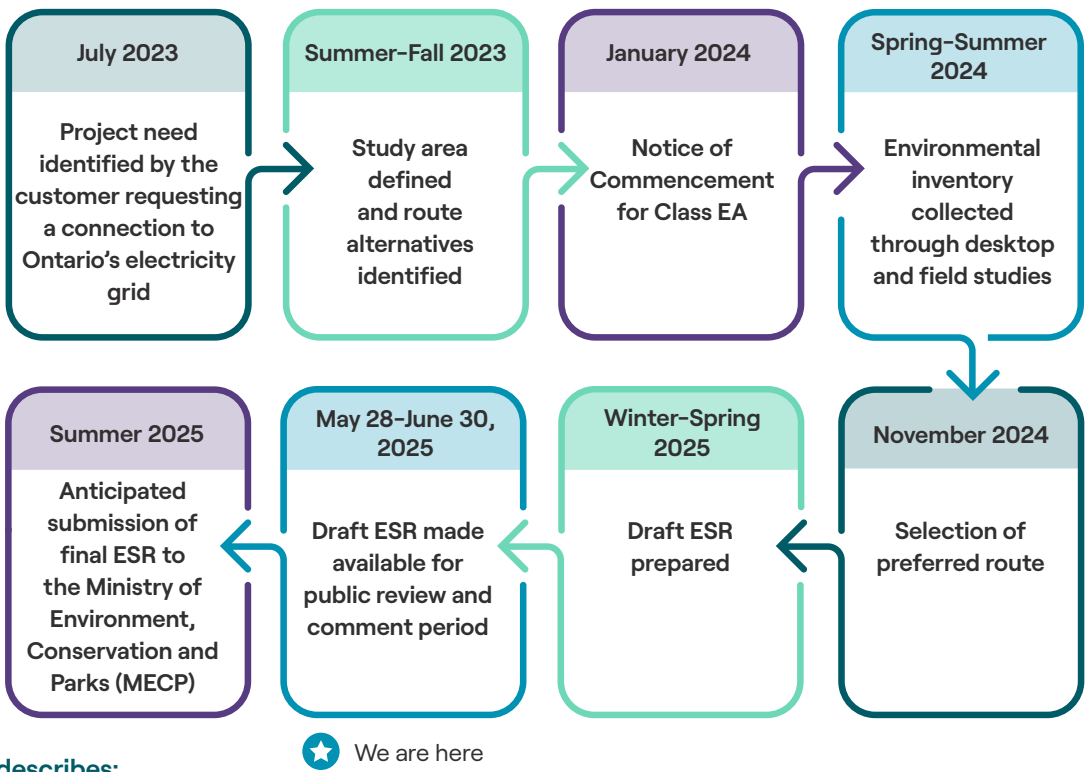 July 2023
Project need
identified by the
customer requesting
a connection to
Ontario's electricity
grid
Summer-Fall 2023
Study area
defined
and route
alternatives
identified
January 2024
Notice of
Commencement
for Class EA
Spring-Summer
2024
Environmental
inventory
collected
through desktop
and field studies
November 2024
Selection of
preferred route
Winter-Spring
2025
Draft ESR
prepared
May 28-June 30,
2025
Draft ESR made
available for
public review and
comment period
Summer 2025
Anticipated
submission of
final ESR to
the Ministry of
Environment,
Conservation and
Parks (MECP)
We are here
describes: